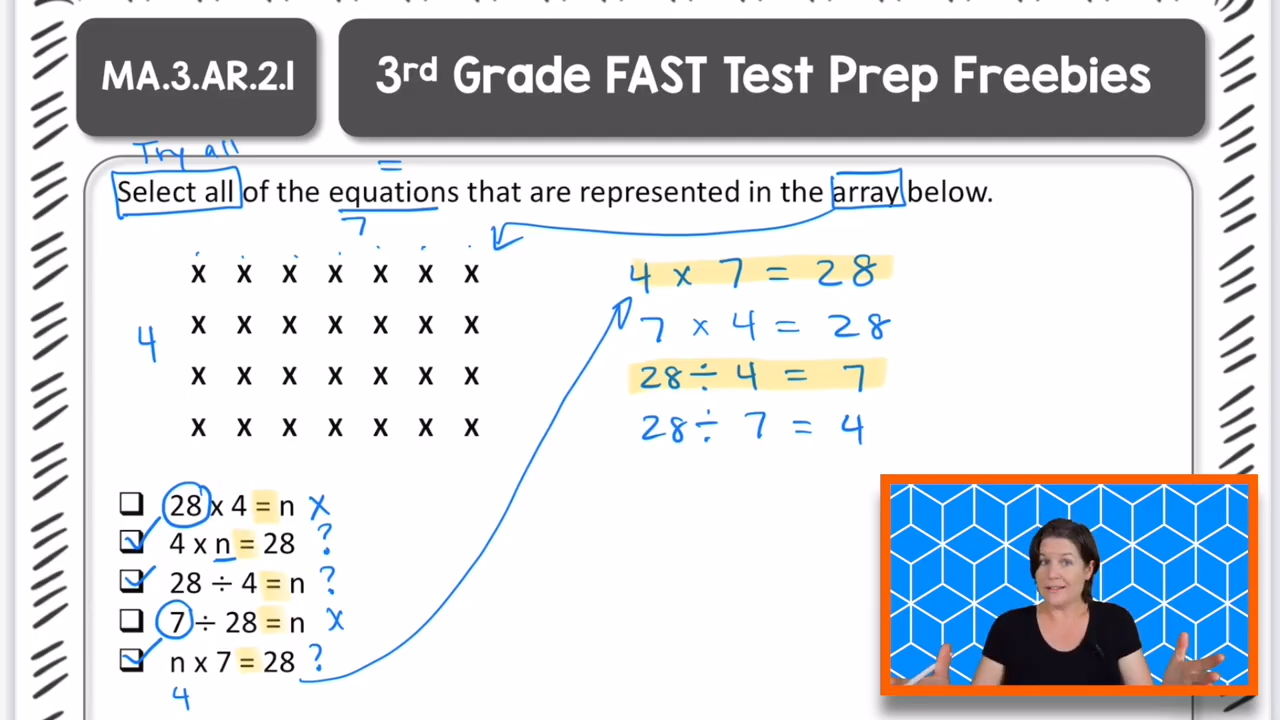 MA.3.AR.2.1
3rd Grade FAST Test Prep Freebies
Try all
=
Select all of the equations that are represented in the array below.
7
x x x x x x x
4 x x x x x x x
x x x x x x x
x x x x x x x
4 x 7 = 28
7 x 4 = 28
28 ÷ 4 = 7
28 ÷ 7 = 4
28 x 4 = n x
4 x n = 28 ?
28 ÷ 4 = n ?
7 ÷ 28 = n x
n x 7 = 28 ?
4